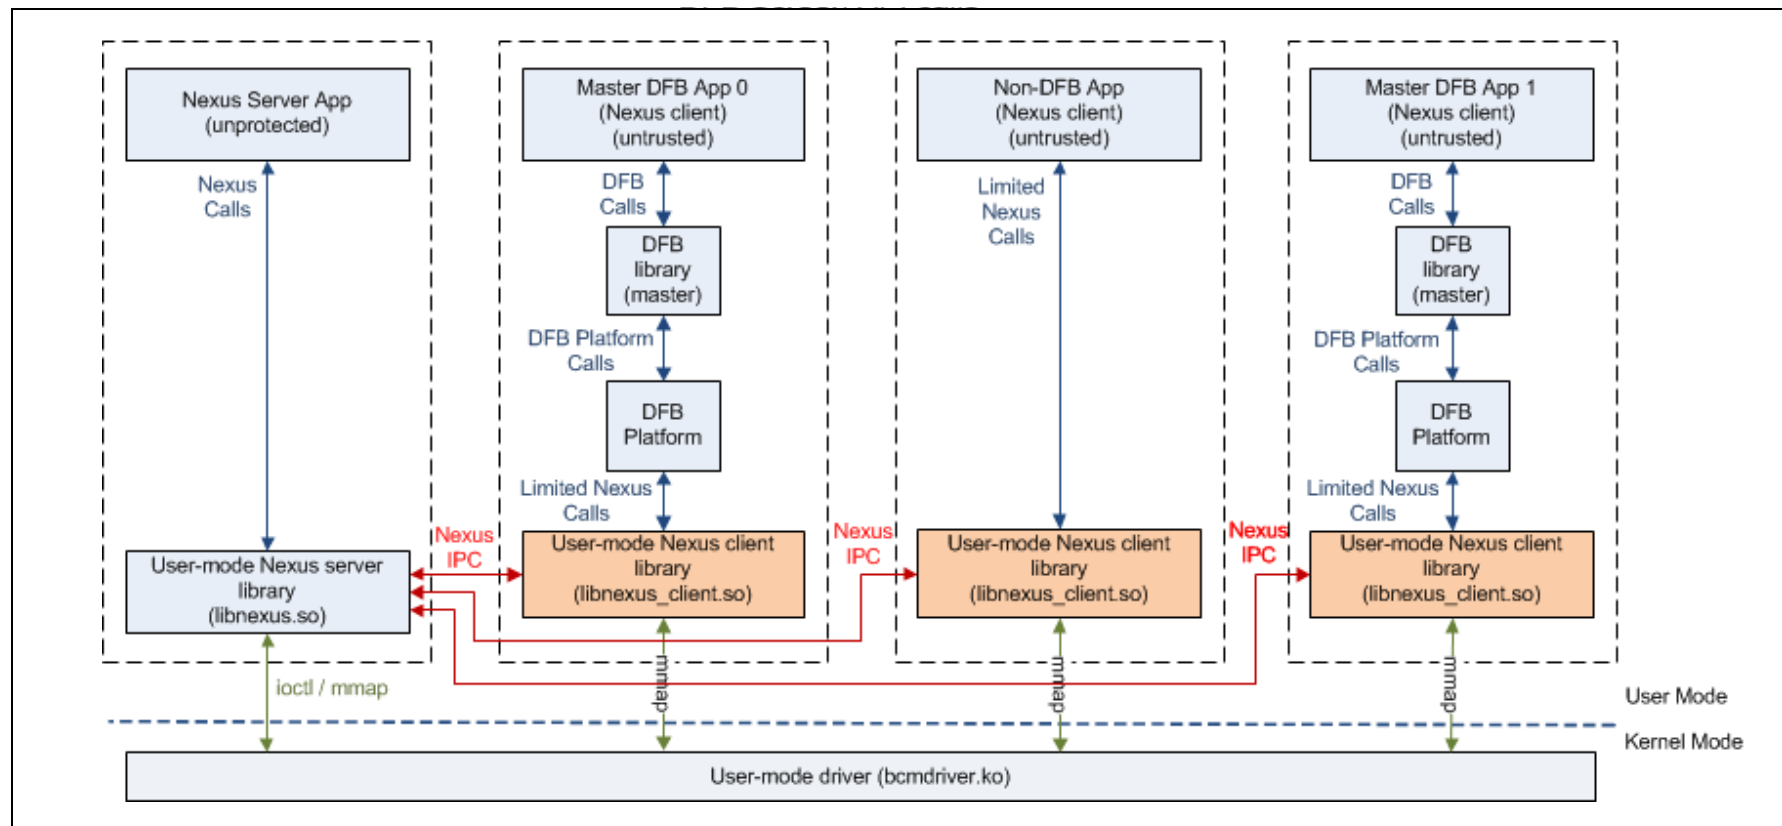 Nexus Server App
(unprotected)
Nexus
Calls
User-mode Nexus server
library
(libnexus.so)
ioctl / mmap
Master DFB App 0
(Nexus client)
(untrusted)
DFB
Calls
DFB
library
(master)
DFB Platform
Calls
DFB
Platform
Limited Nexus
Calls
Nexus
IPC
User-mode Nexus client
library
(libnexus_client.so)
mmap
Non-DFB App
(Nexus client)
(untrusted)
Limited
Nexus
Calls
Nexus
IPC
User-mode Nexus client
library
(libnexus_client.so)
mmap
Master DFB App 1
(Nexus client)
(untrusted)
DFB
Calls
DFB
library
(master)
DFB Platform
Calls
DFB
Platform
Limited Nexus
Calls
Nexus
IPC
User-mode Nexus client
library
(libnexus_client.so)
mmap
User Mode
Kernel Mode
User-mode driver (bcmdriver.ko)